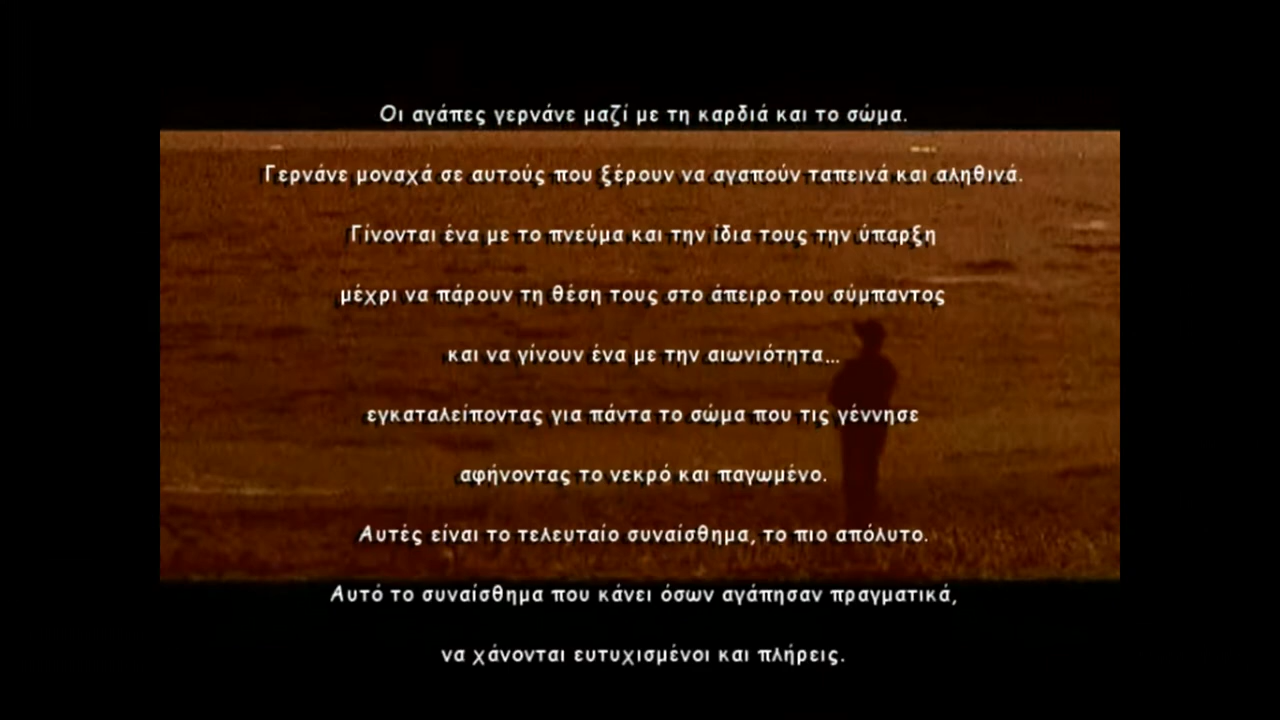 Οι αγάπες γερνάνε μαζί με τη καρδιά και το σώμα.
Γερνάνε μοναχά σε αυτούς που ξέρουν να αγαπούν ταπεινά και αληθινά.
Γίνονται ένα με το πνεύμα και την ίδια τους την ύπαρξη
μέχρι να πάρουν τη θέση τους στο άπειρο του σύμπαντος
και να γίνουν ένα με την αιωνιότητα...
εγκαταλείποντας για πάντα το σώμα που τις γέννησε
αφήνοντας το νεκρό και παγωμένο.
Αυτές είναι το τελευταίο συναίσθημα, το πιο απόλυτο.
Αυτό το συναίσθημα που κάνει όσων αγάπησαν πραγματικά,
να χάνονται ευτυχισμένοι και πλήρεις.